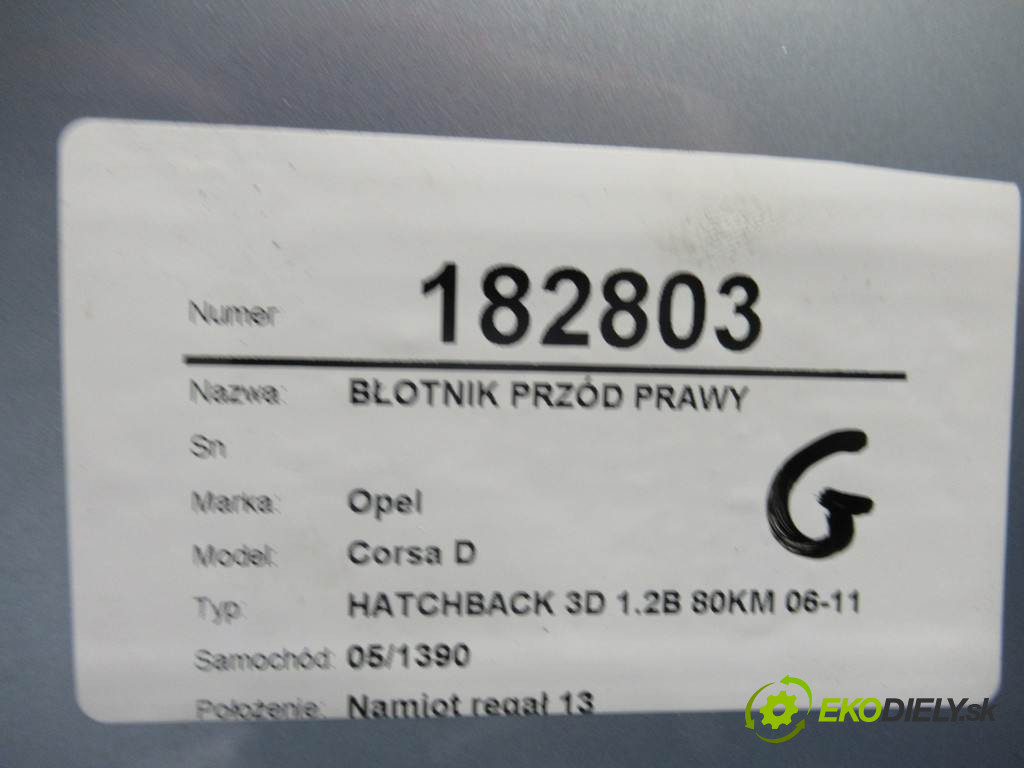 Numer 182803
Nazwa: BŁOTNIK PRZÓD PRAWY
Sn
G
Marka: Opel
Model: Corsa D
Typ: HATCHBACK 3D 1.2B 80KM 06-11
Samochód: 05/1390
Położenie: Namiot regał 13
EKODIELY.sk